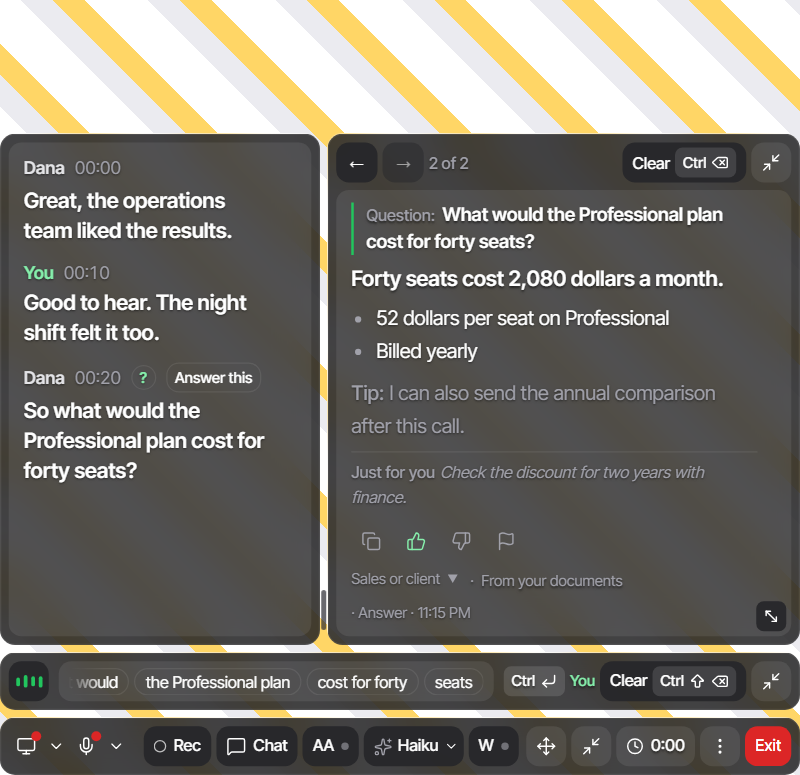 Dana 00:00
Great, the operations
team liked the results.
You 00:10
Good to hear. The night
shift felt it too.
Dana 00:20 ? Answer this
So what would the
Professional plan cost for
forty seats?
← → 2 of 2 Clear Ctrl
Question: What would the Professional plan
cost for forty seats?
Forty seats cost 2,080 dollars a month.
• 52 dollars per seat on Professional
• Billed yearly
Tip: I can also send the annual comparison
after this call.
Just for you Check the discount for two years with
finance.
Sales or client ▼ · From your documents
· Answer · 11:15 PM
would the Professional plan cost for forty seats Ctrl You Clear Ctrl
Rec Chat AA Haiku W 0:00 Exit